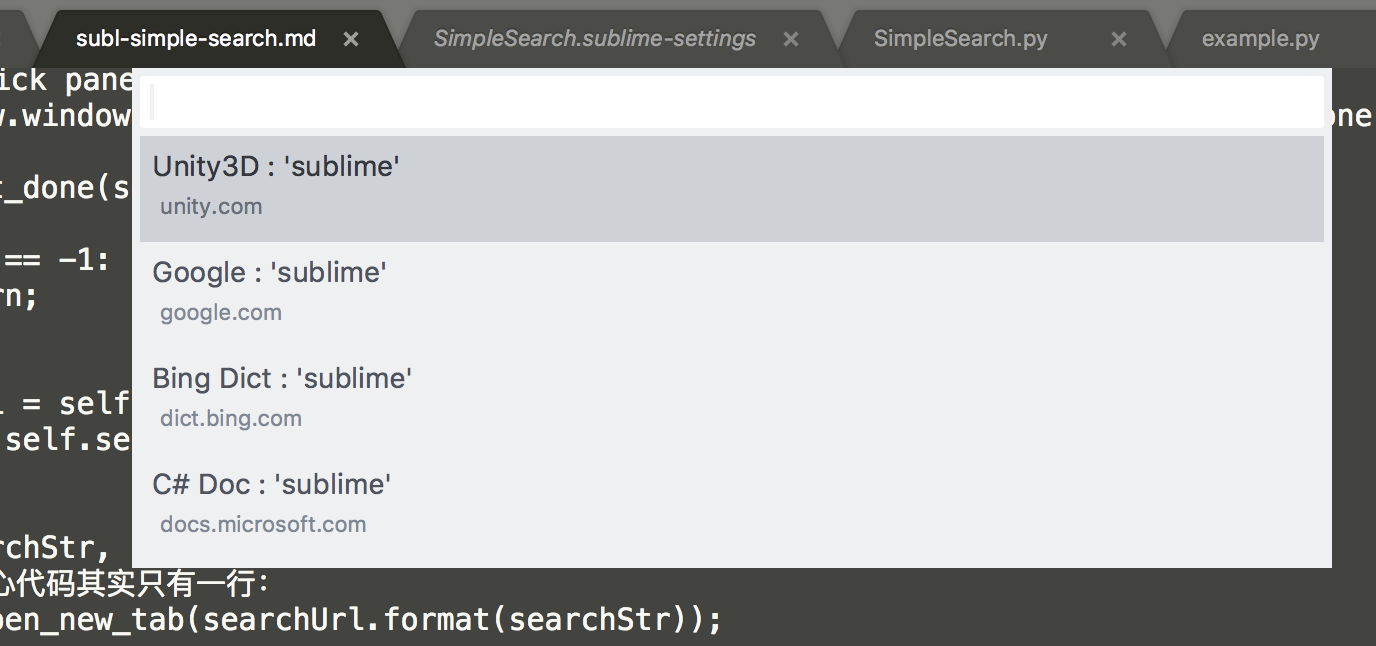 subl-simple-search.md × SimpleSearch.sublime-settings × SimpleSearch.py × example.py
ick pane
.window one
t_done(s
Unity3D : 'sublime'
unity.com
== -1:
Google : 'sublime'
rn;
google.com
Bing Dict : 'sublime'
= self
dict.bing.com
self.se
C# Doc : 'sublime'
docs.microsoft.com
rchStr,
心代码其实只有一行：
pen_new_tab(searchUrl.format(searchStr));